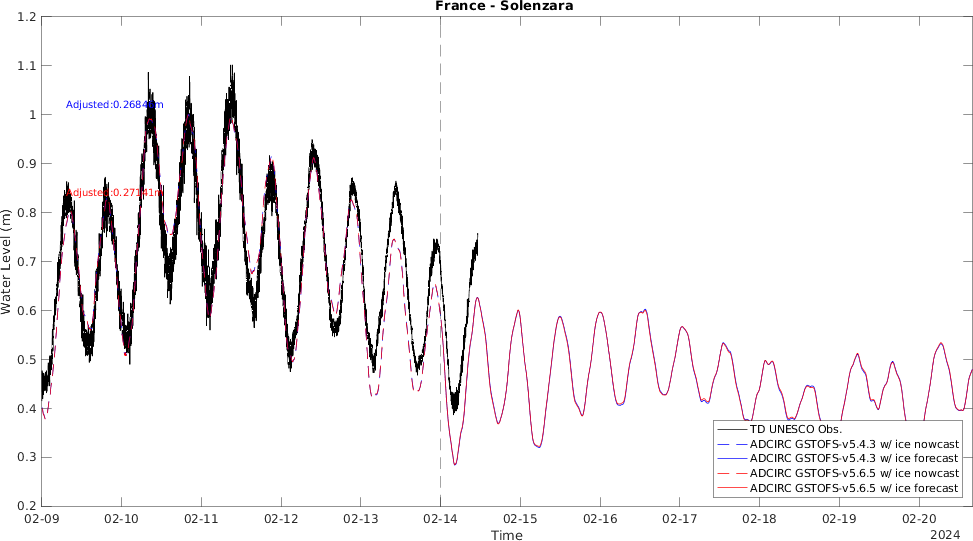 France - Solenzara
1.2
1.1
1
0.9
0.8
0.7
0.6
0.5
0.4
0.3
0.2
Water Level (m)
Adjusted:0.2684 m
Adjusted:0.27141m
TD UNESCO Obs.
ADCIRC GSTOFS-v5.4.3 w/ ice nowcast
ADCIRC GSTOFS-v5.4.3 w/ ice forecast
ADCIRC GSTOFS-v5.6.5 w/ ice nowcast
ADCIRC GSTOFS-v5.6.5 w/ ice forecast
02-09 02-10 02-11 02-12 02-13 02-14 02-15 02-16 02-17 02-18 02-19 02-20
Time
2024